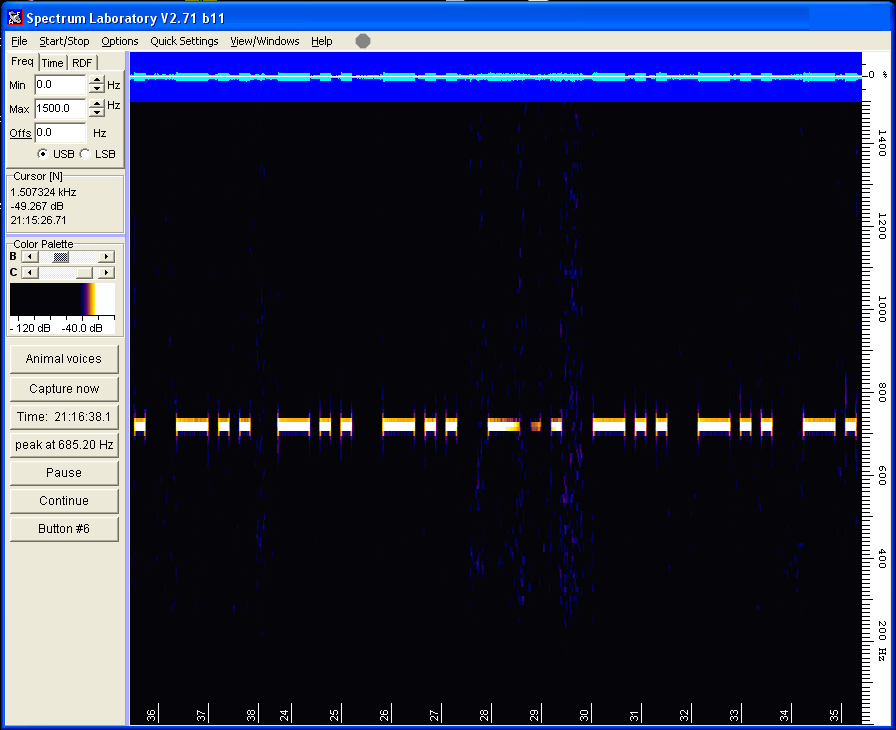 Spectrum Laboratory V2.71 b11
File Start/Stop Options Quick Settings View/Windows Help
Freq Time RDF
Min 0.0 Hz
Max 1500.0 Hz
Offs 0.0 Hz
USB LSB
Cursor [N]
1.507324 kHz
-49.267 dB
21:15:26.71
Color Palette
B
C
- 120 dB -40.0 dB
Animal voices
Capture now
Time: 21:16:38.1
peak at 685.20 Hz
Pause
Continue
Button #6
0 %
1400
1200
1000
800
600
400
200 Hz
36 37 38 24 25 26 27 28 29 30 31 32 33 34 35